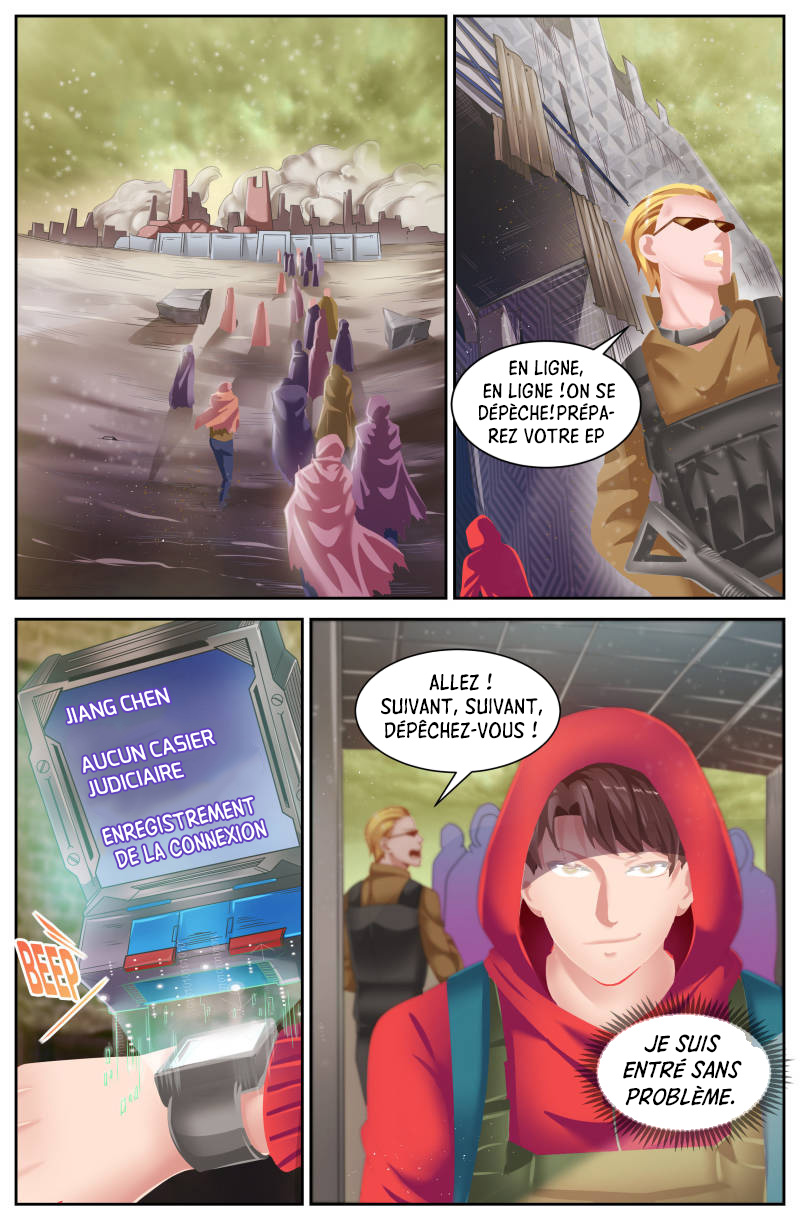 EN LIGNE,
EN LIGNE !ON SE
DÉPÈCHE!PRÉPA-
REZ VOTRE EP
JIANG CHEN
AUCUN CASIER
JUDICIAIRE
ENREGISTREMENT
DE LA CONNEXION
BEEP
ALLEZ !
SUIVANT, SUIVANT,
DÉPÊCHEZ-VOUS !
JE SUIS
ENTRÉ SANS
PROBLÈME.